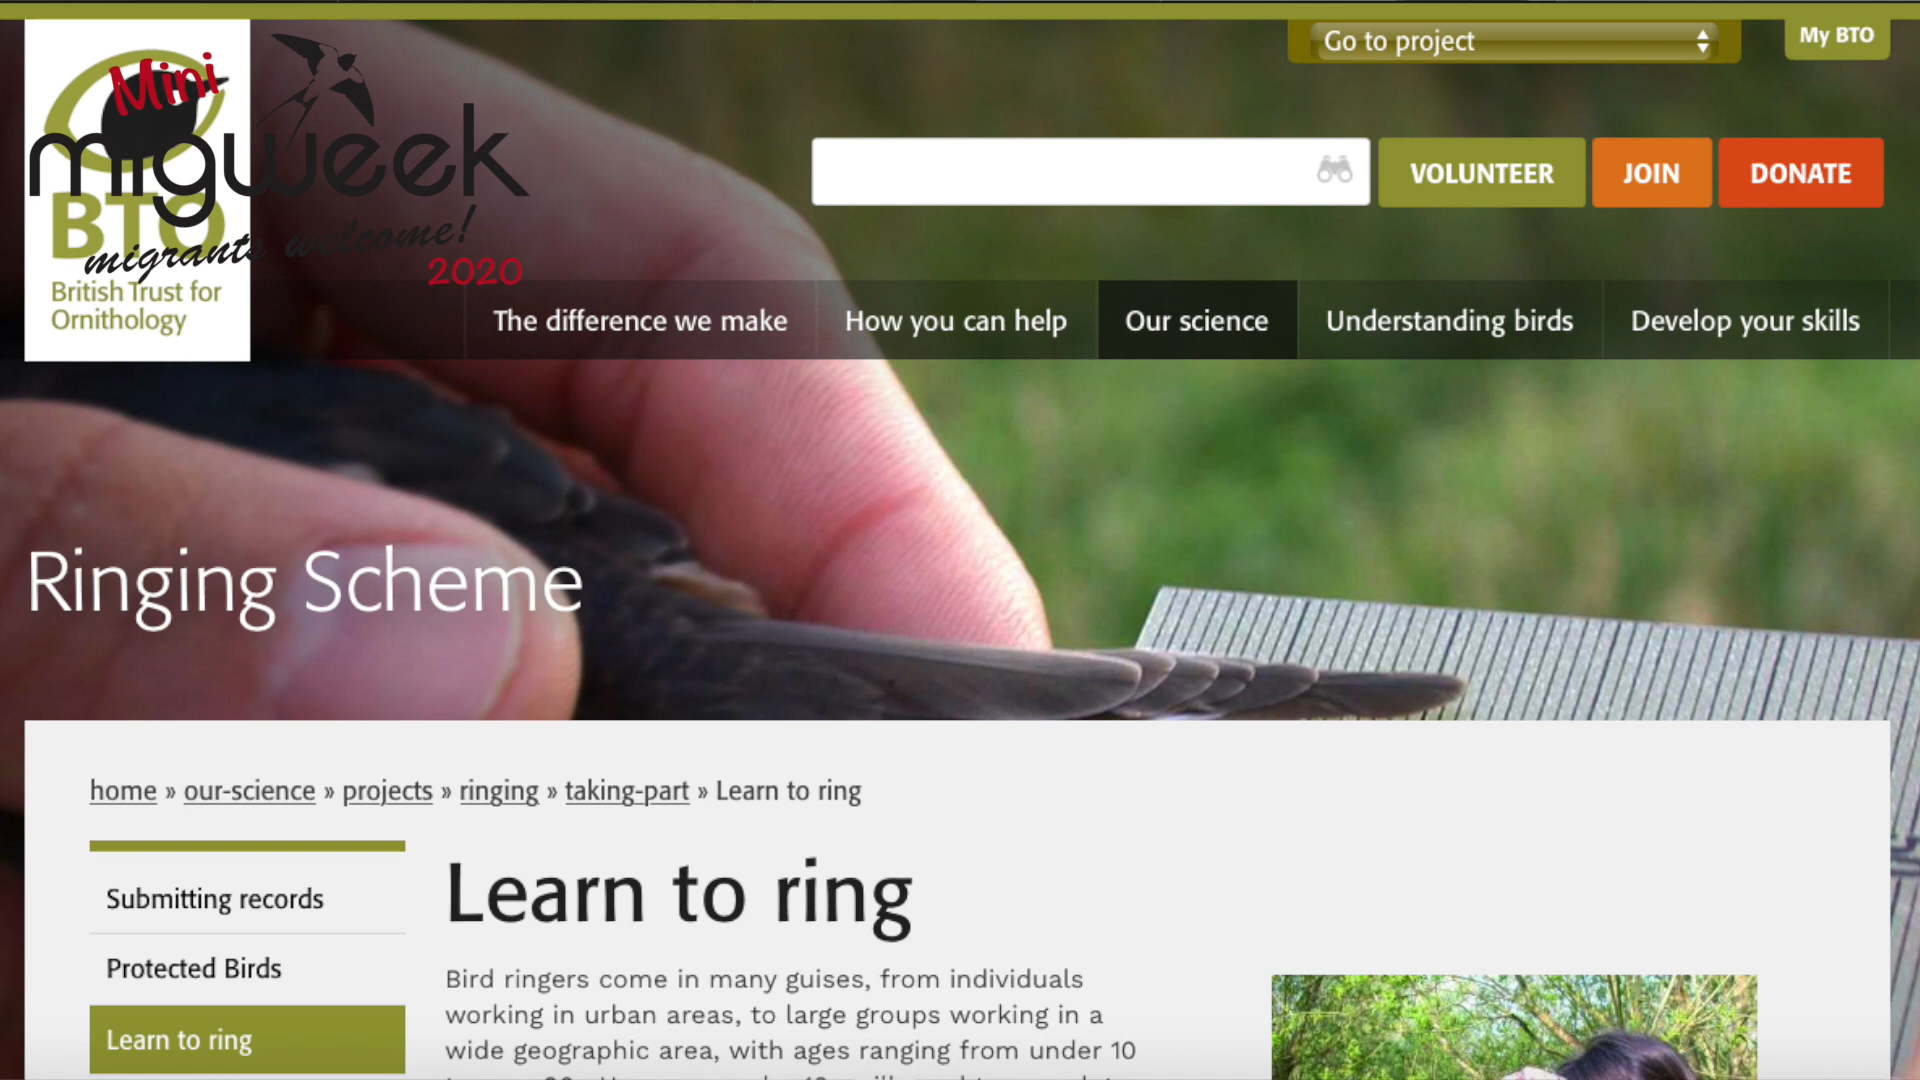 Go to project
My BTO
Mini
migweek
migrants welcome!
2020
BTO
British Trust for
Ornithology
VOLUNTEER
JOIN
DONATE
The difference we make
How you can help
Our science
Understanding birds
Develop your skills
Ringing Scheme
home » our-science » projects » ringing » taking-part » Learn to ring
Submitting records
Protected Birds
Learn to ring
Learn to ring
Bird ringers come in many guises, from individuals
working in urban areas, to large groups working in a
wide geographic area, with ages ranging from under 10